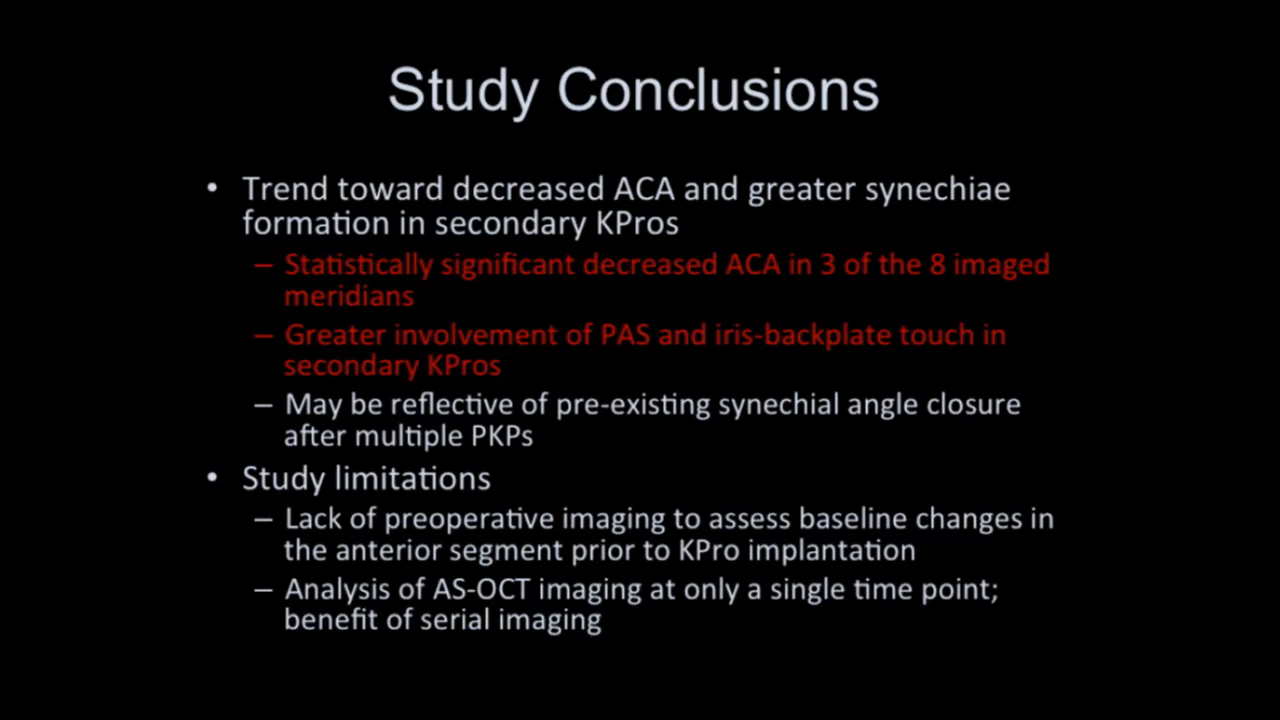 Study Conclusions
• Trend toward decreased ACA and greater synechiae
formation in secondary KPros
– Statistically significant decreased ACA in 3 of the 8 imaged
meridians
– Greater involvement of PAS and iris-backplate touch in
secondary KPros
– May be reflective of pre-existing synechial angle closure
after multiple PKPs
• Study limitations
– Lack of preoperative imaging to assess baseline changes in
the anterior segment prior to KPro implantation
– Analysis of AS-OCT imaging at only a single time point;
benefit of serial imaging